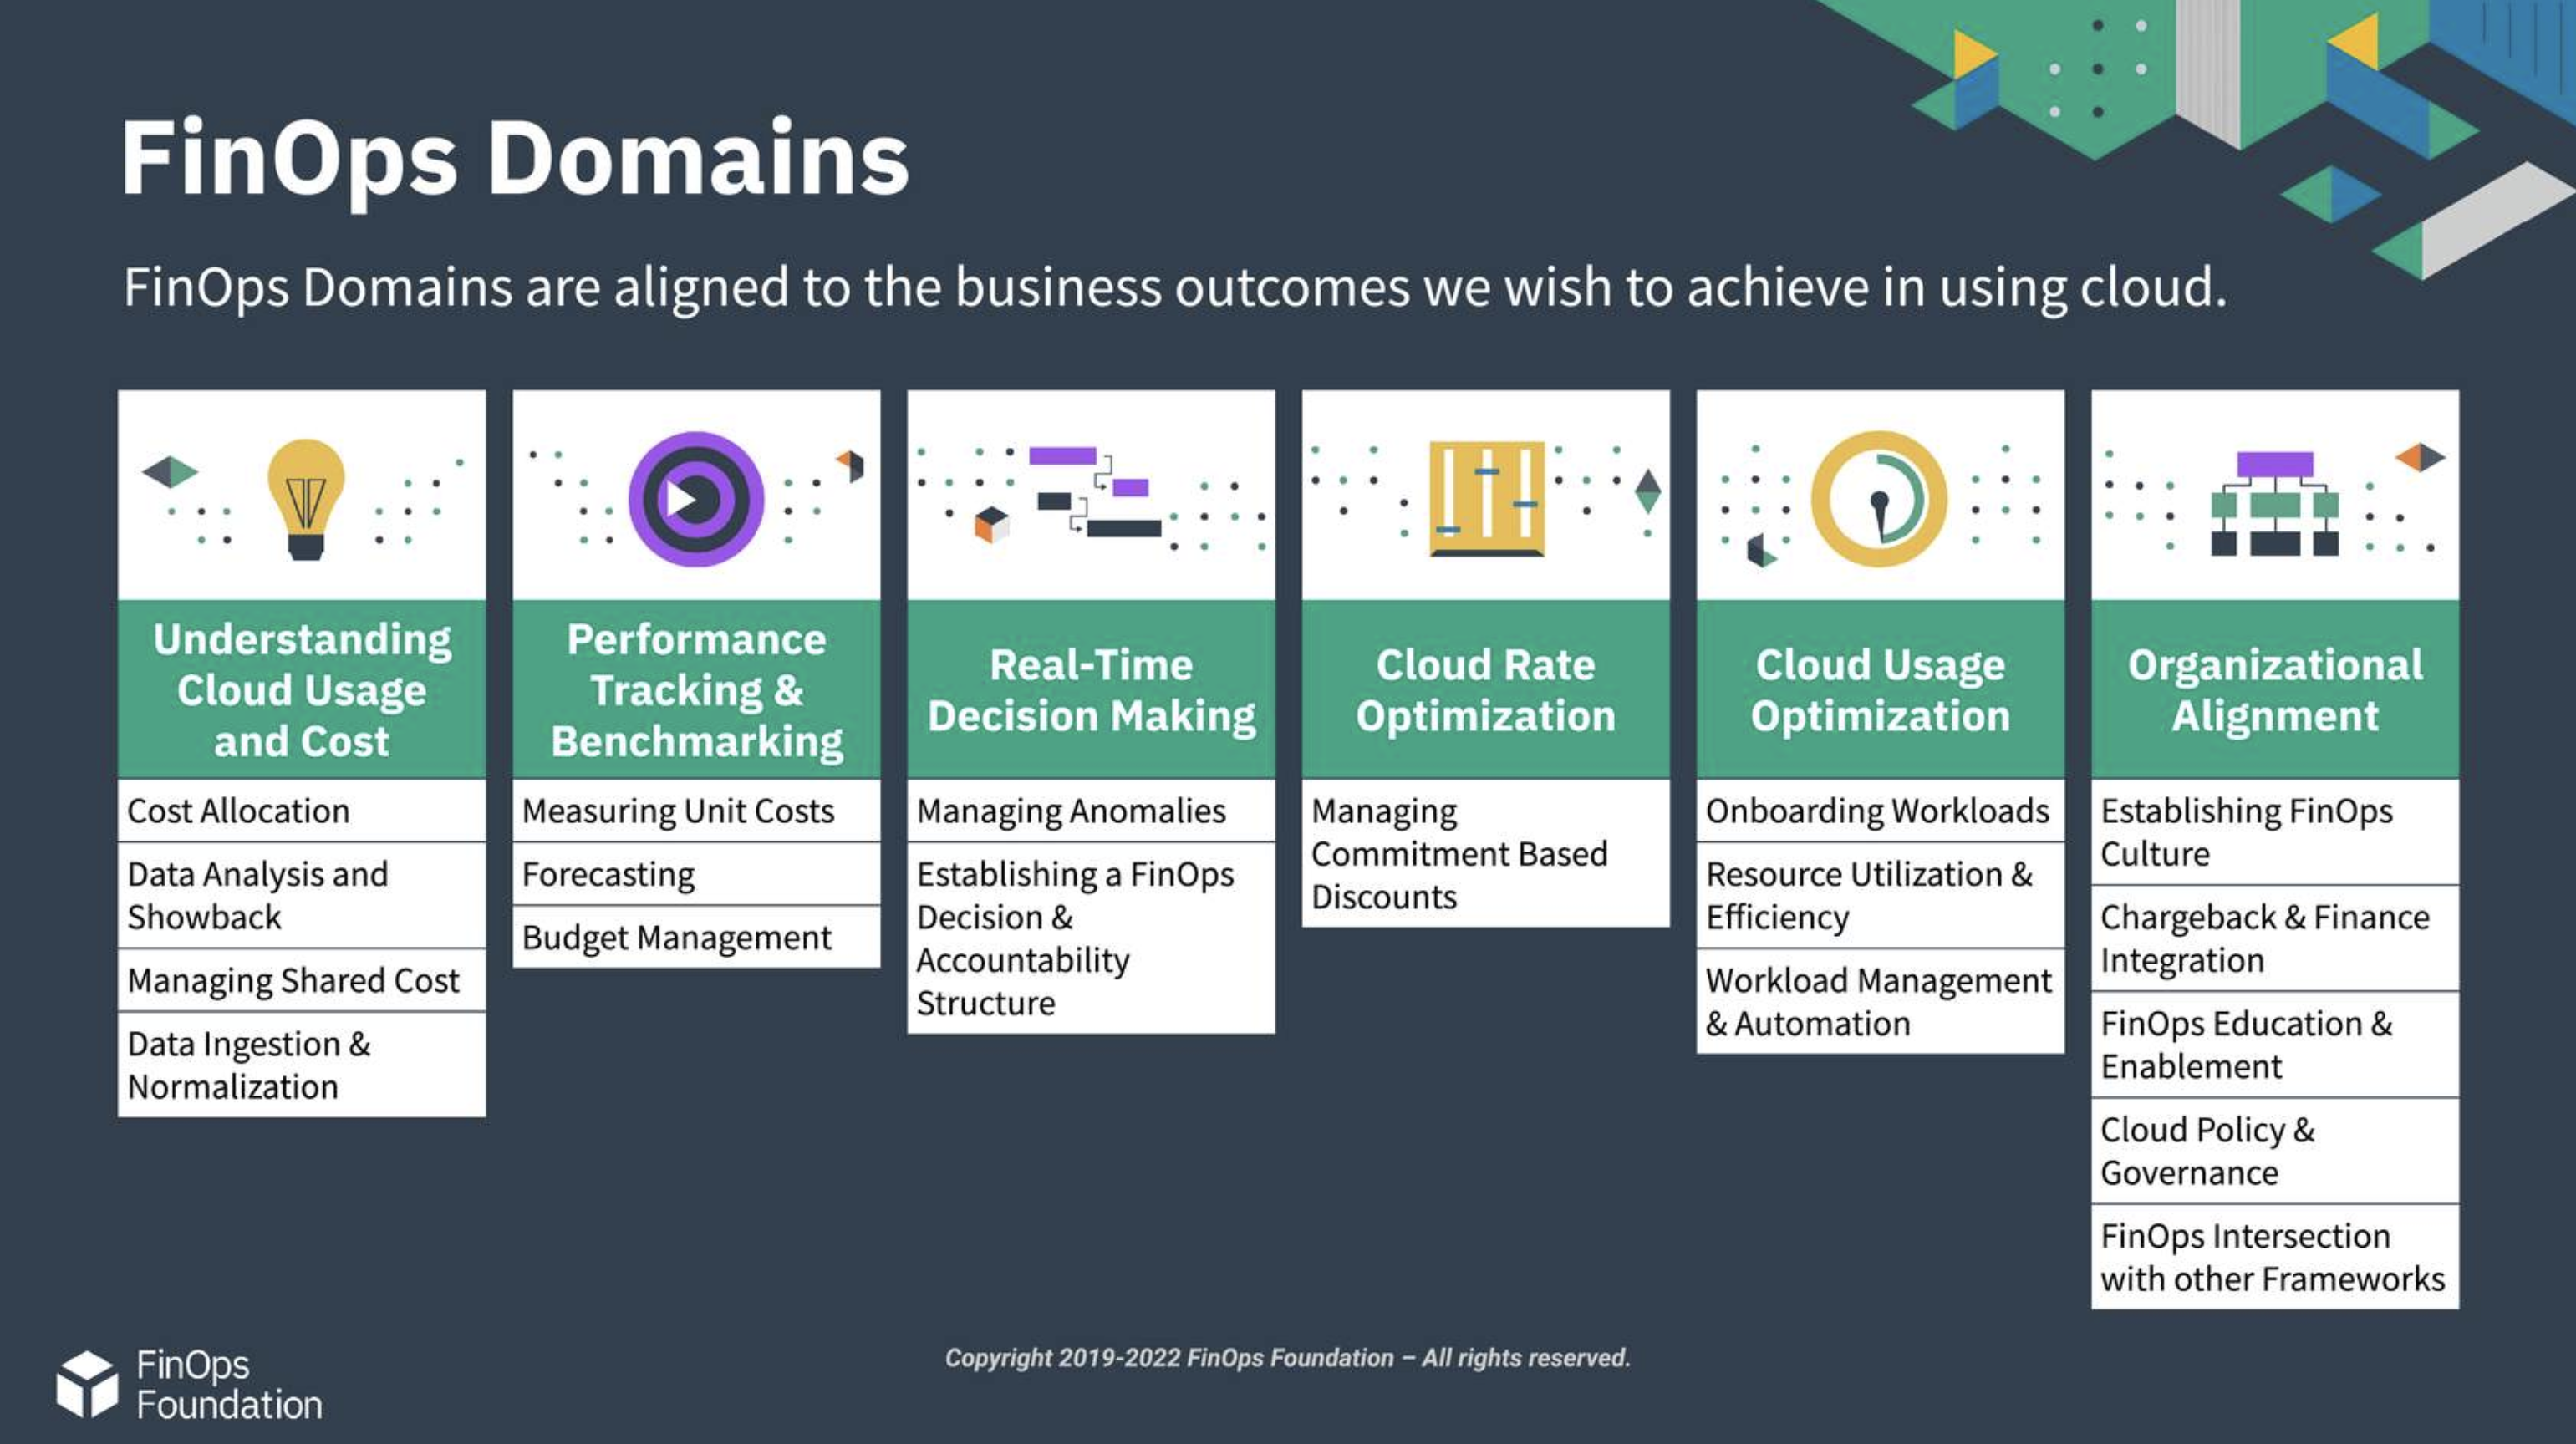 FinOps Domains
FinOps Domains are aligned to the business outcomes we wish to achieve in using cloud.
Understanding
Cloud Usage
and Cost
Cost Allocation
Data Analysis and
Showback
Managing Shared Cost
Data Ingestion &
Normalization
Performance
Tracking &
Benchmarking
Measuring Unit Costs
Forecasting
Budget Management
Real-Time
Decision Making
Managing Anomalies
Establishing a FinOps
Decision &
Accountability
Structure
Cloud Rate
Optimization
Managing
Commitment Based
Discounts
Cloud Usage
Optimization
Onboarding Workloads
Resource Utilization &
Efficiency
Workload Management
& Automation
Organizational
Alignment
Establishing FinOps
Culture
Chargeback & Finance
Integration
FinOps Education &
Enablement
Cloud Policy &
Governance
FinOps Intersection
with other Frameworks
FinOps
Foundation
Copyright 2019-2022 FinOps Foundation – All rights reserved.